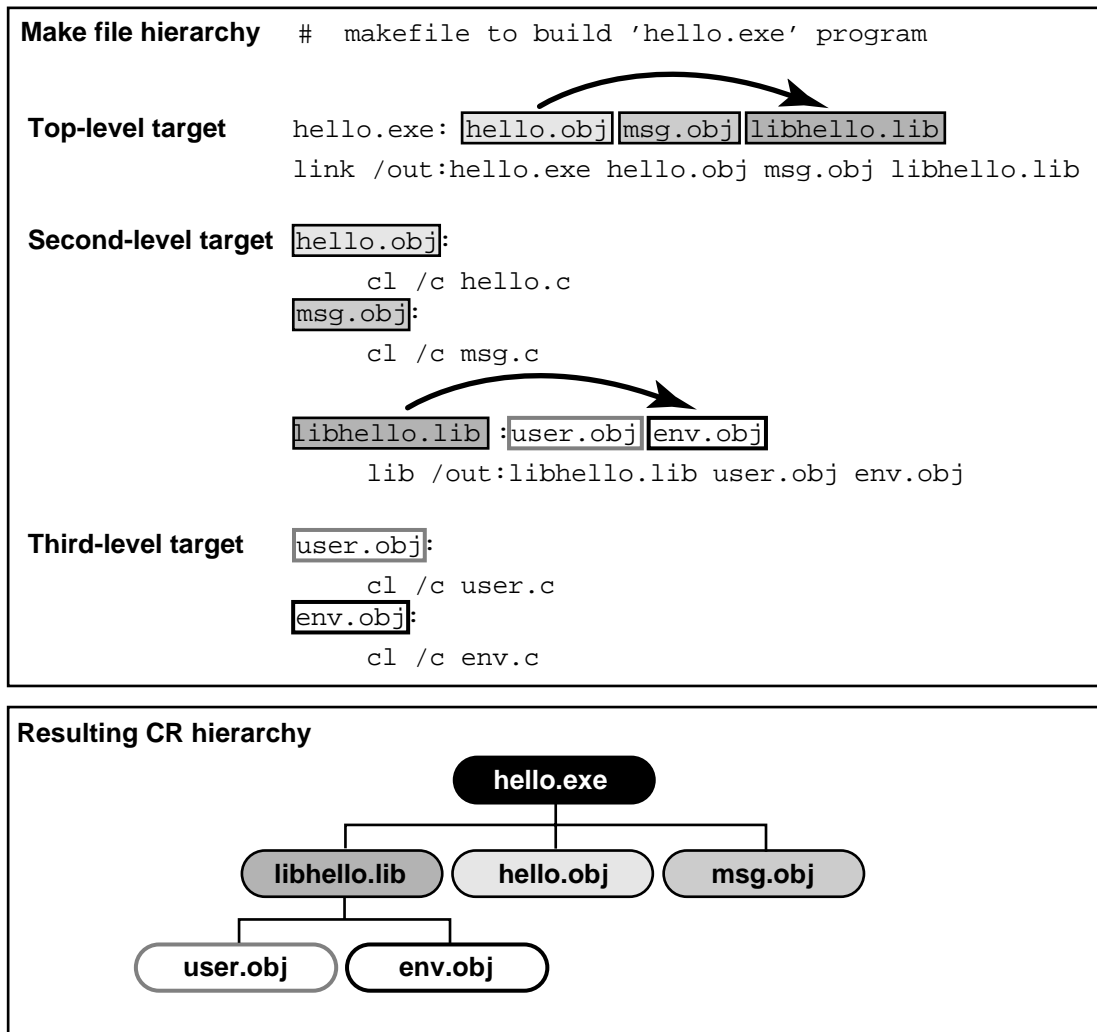 Make file hierarchy # makefile to build ’hello.exe’ program
Top-level target hello.exe: hello.obj msg.obj libhello.lib
link /out:hello.exe hello.obj msg.obj libhello.lib
Second-level target hello.obj:
cl /c hello.c
msg.obj:
cl /c msg.c
libhello.lib :user.obj env.obj
lib /out:libhello.lib user.obj env.obj
Third-level target user.obj:
cl /c user.c
env.obj:
cl /c env.c
Resulting CR hierarchy
hello.exe
libhello.lib hello.obj msg.obj
user.obj env.obj